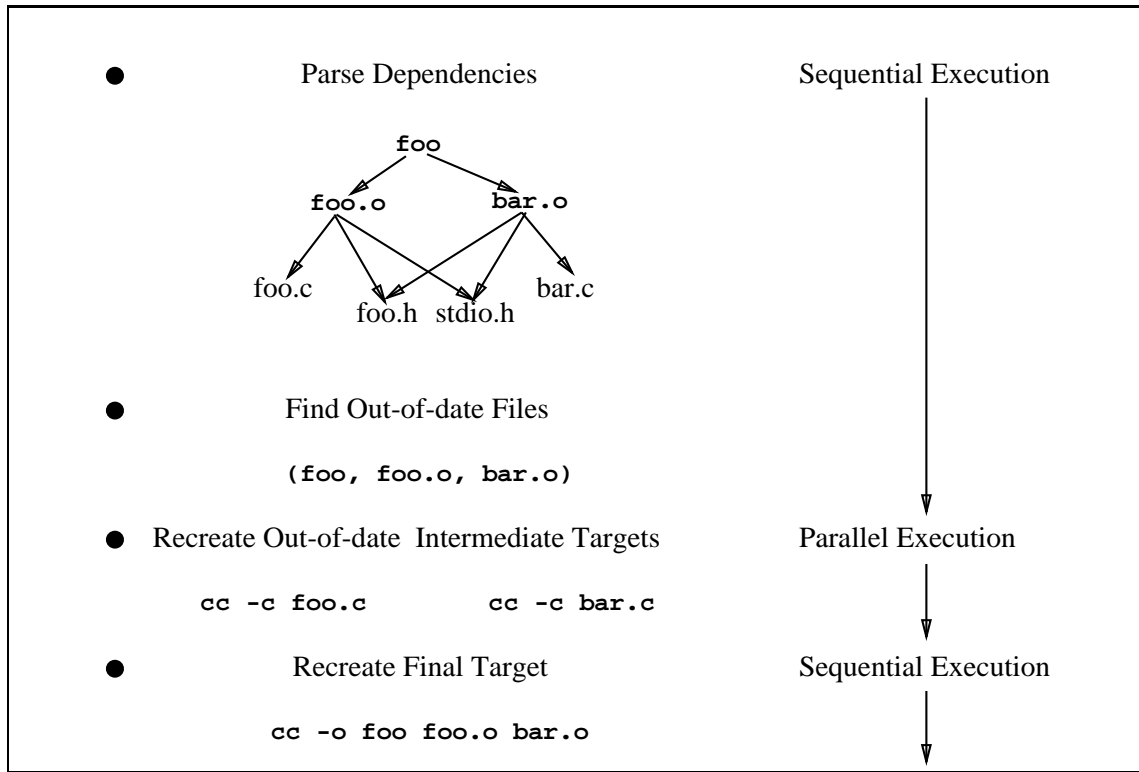 ● Parse Dependencies Sequential Execution
foo
foo.o bar.o
foo.c bar.c
foo.h stdio.h
● Find Out-of-date Files
(foo, foo.o, bar.o)
● Recreate Out-of-date Intermediate Targets Parallel Execution
cc -c foo.c cc -c bar.c
● Recreate Final Target Sequential Execution
cc -o foo foo.o bar.o